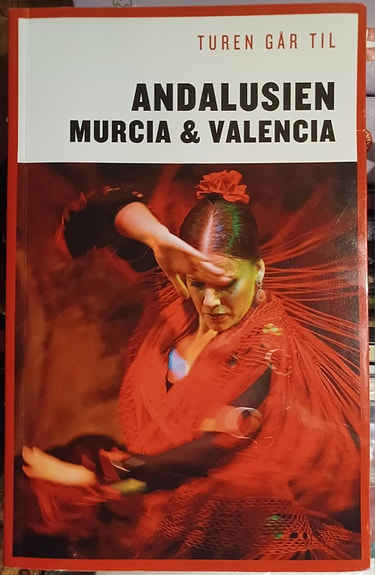 TUREN GÅR TIL
ANDALUSIEN
MURCIA & VALENCIA